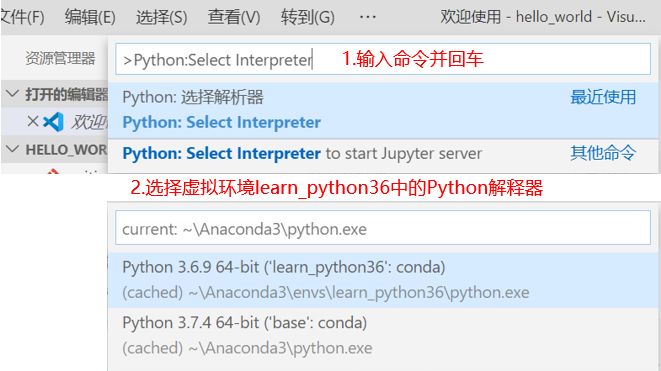 文件(F) 编辑(E) 选择(S) 查看(V) 转到(G) ··· 欢迎使用 - hello_world - Visu...
资源管理器
>Python:Select Interpreter 1.输入命令并回车
打开的编辑器
Python: 选择解析器 最近使用
欢迎
Python: Select Interpreter
HELLO_WOR
Python: Select Interpreter to start Jupyter server 其他命令
2.选择虚拟环境learn_python36中的Python解释器
current: ~\Anaconda3\python.exe
Python 3.6.9 64-bit ('learn_python36': conda)
(cached) ~\Anaconda3\envs\learn_python36\python.exe
Python 3.7.4 64-bit ('base': conda)
(cached) ~\Anaconda3\python.exe